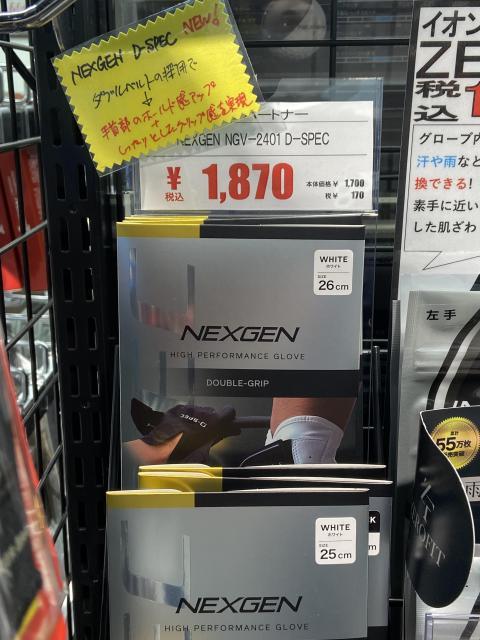 NEXGEN D-SPEC NEW!
ダブルベルトの採用で
↓
手首部のホールド感アップ
しっかりとしたグリップ感を実現
ートナー
NEXGEN NGV-2401 D-SPEC
¥ 税込
1,870
本体価格¥ 1,700
税¥ 170
WHITE
ホワイト
SIZE
26cm
NEXGEN
HIGH PERFORMANCE GLOVE
DOUBLE-GRIP
D-SPEC
WHITE
ホワイト
SIZE
25cm
K
m
NEXGEN
HIGH PERFORMANCE GLOVE
イオン
ZE
税込1
グローブ内
汗や雨など
換できる!
素手に近い
した肌ざわ
左手
累計
55万枚
雨